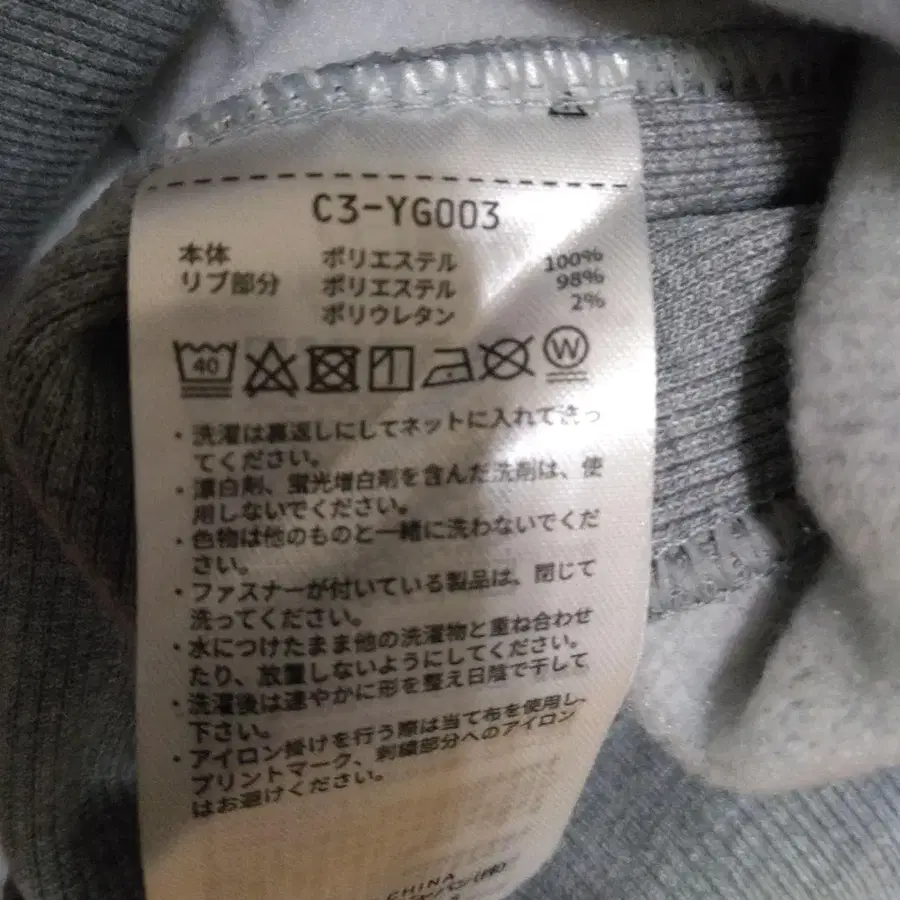 C3-YG003
本体 ポリエステル 100%
リブ部分 ポリエステル 98%
ポリウレタン 2%
40
W
・洗濯は裏返しにしてネットに入れて洗っ
てください。
・漂白剤、蛍光増白剤を含んだ洗剤は、使
用しないでください。
・色物は他のものと一緒に洗わないでくだ
さい。
・ファスナーが付いている製品は、閉じて
洗ってください。
・水につけたまま他の洗濯物と重ね合わせ
たり、放置しないようにしてください。
・洗濯後は速やかに形を整え日陰で干して
下さい。
・アイロン掛けを行う際は当て布を使用し、
プリントマーク、刺繍部分へのアイロン
はお避けください。
CHINA
ジャパン(株)